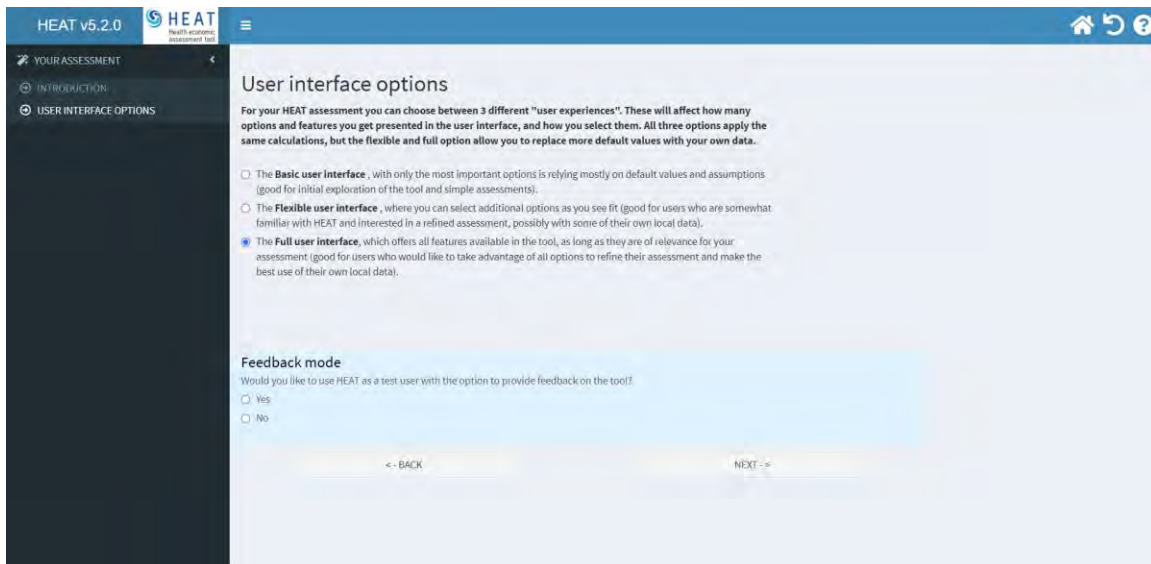 HEAT v5.2.0
HEAT
Health economic
assessment tool
YOUR ASSESSMENT
INTRODUCTION
USER INTERFACE OPTIONS
User interface options
For your HEAT assessment you can choose between 3 different "user experiences". These will affect how many
options and features you get presented in the user interface, and how you select them. All three options apply the
same calculations, but the flexible and full option allow you to replace more default values with your own data.
The Basic user interface , with only the most important options is relying mostly on default values and assumptions
(good for initial exploration of the tool and simple assessments).
The Flexible user interface , where you can select additional options as you see fit (good for users who are somewhat
familiar with HEAT and interested in a refined assessment, possibly with some of their own local data).
The Full user interface, which offers all features available in the tool, as long as they are of relevance for your
assessment (good for users who would like to take advantage of all options to refine their assessment and make the
best use of their own local data).
Feedback mode
Would you like to use HEAT as a test user with the option to provide feedback on the tool?
Yes
No
< - BACK
NEXT - >